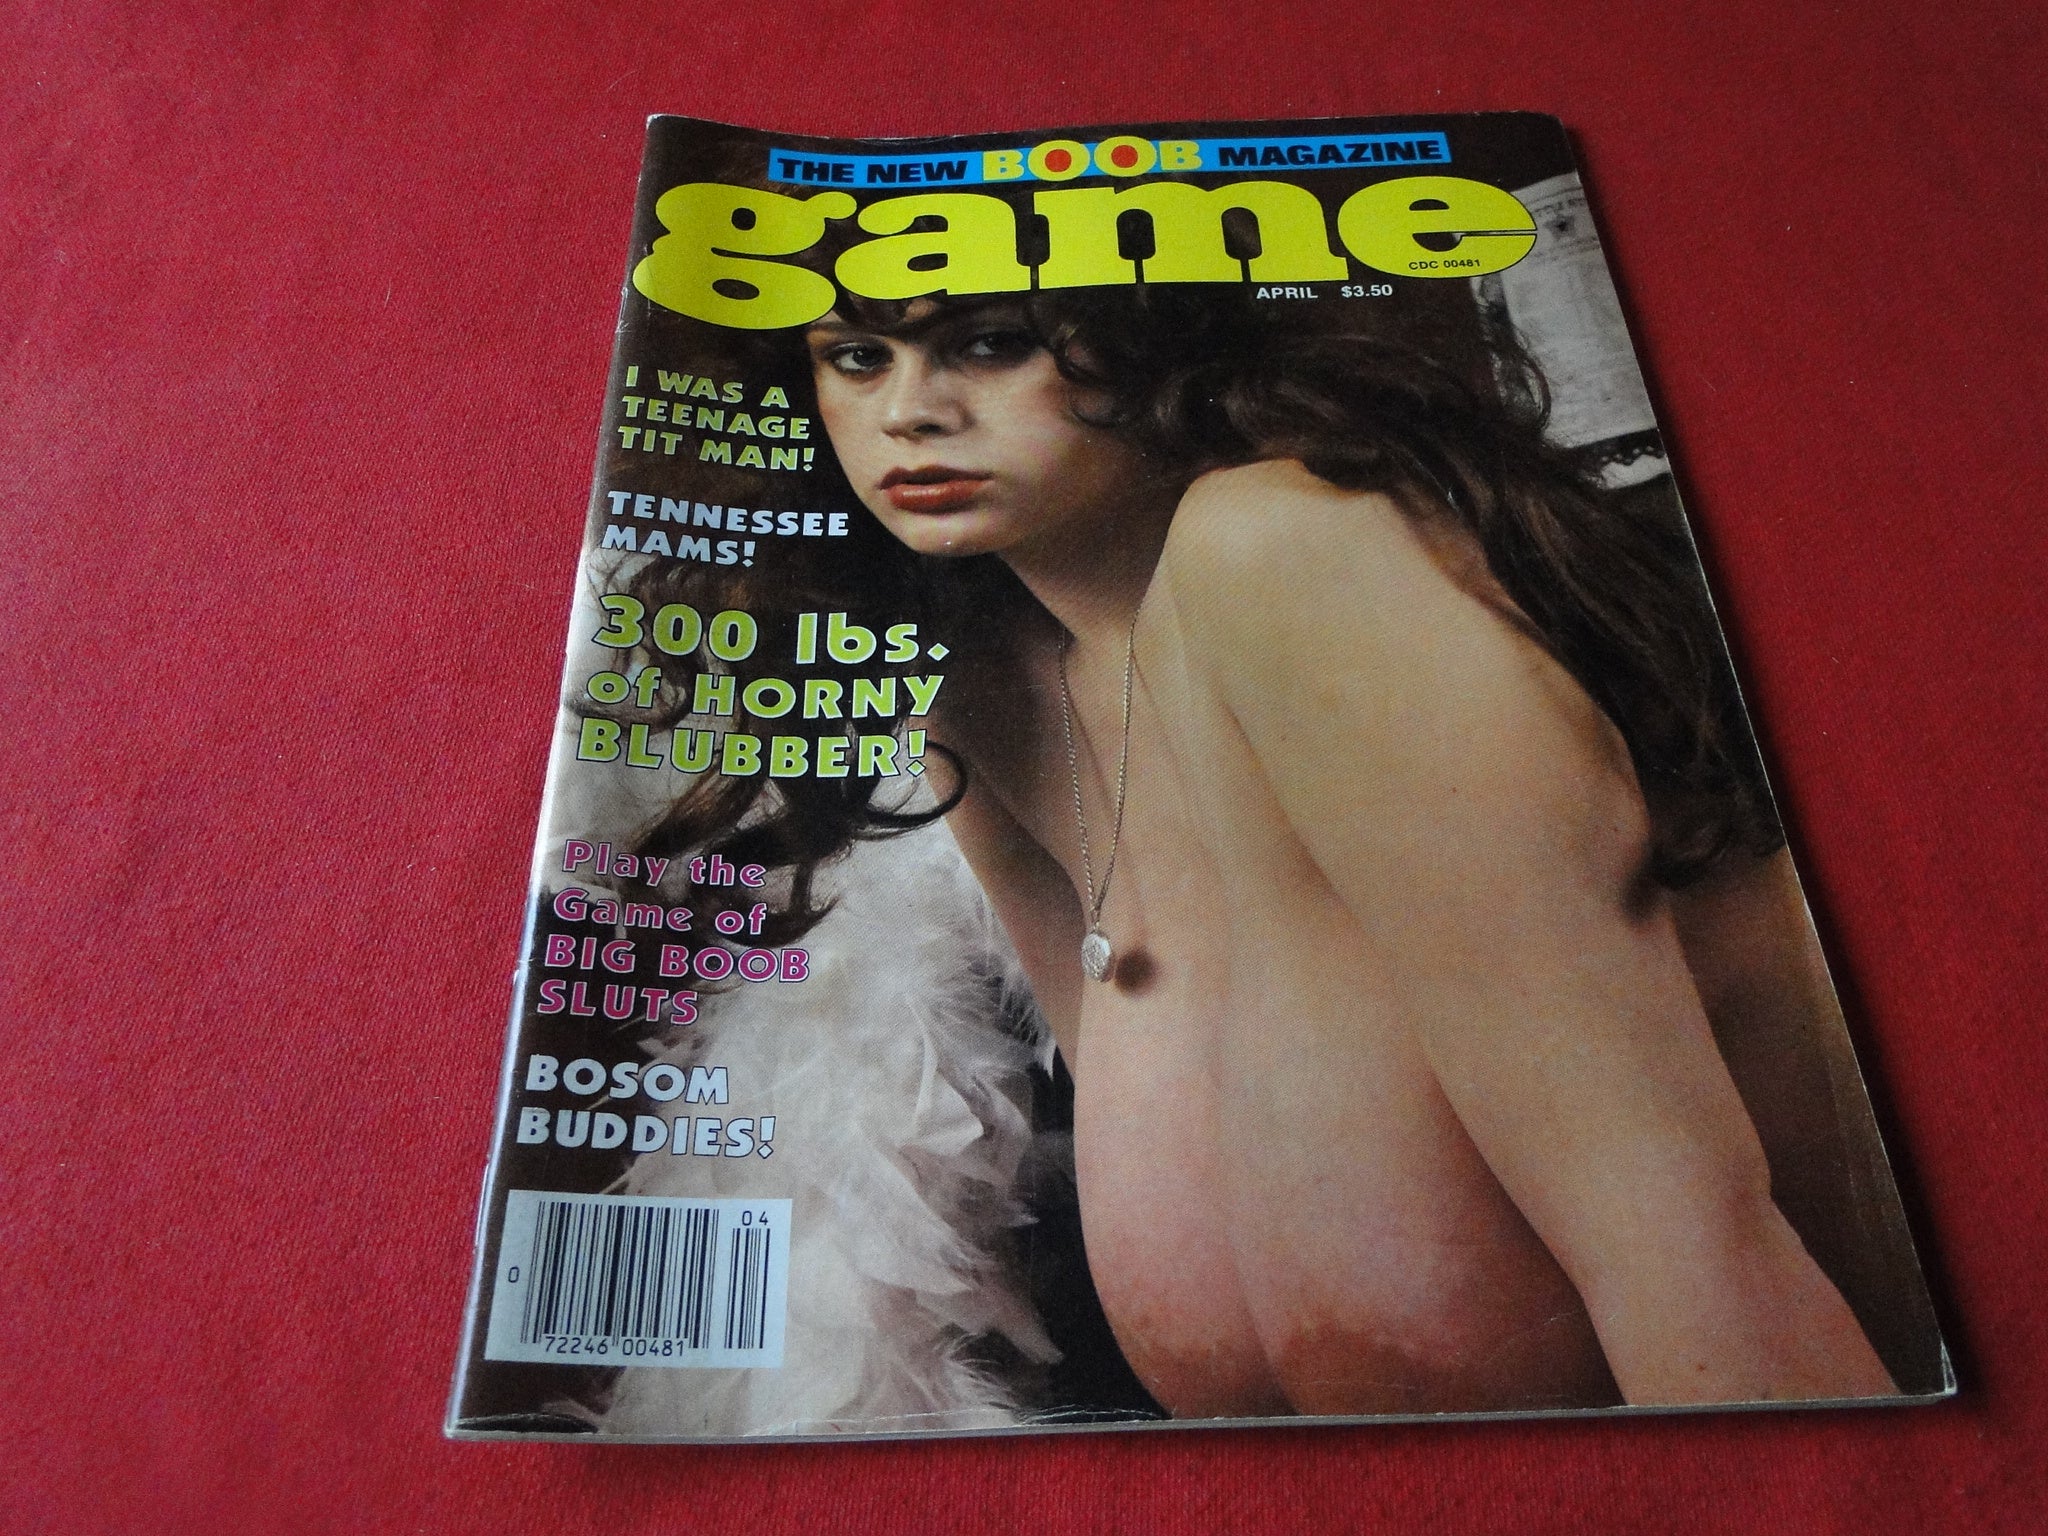 THE NEW BOOB MAGAZINE
game
CDC 00481
APRIL $3.50
I WAS A
TEENAGE
TIT MAN!
TENNESSEE
MAMS!
300 lbs.
of HORNY
BLUBBER!
Play the
Game of
BIG BOOB
SLUTS
BOSOM
BUDDIES!
04
0
72246 00481